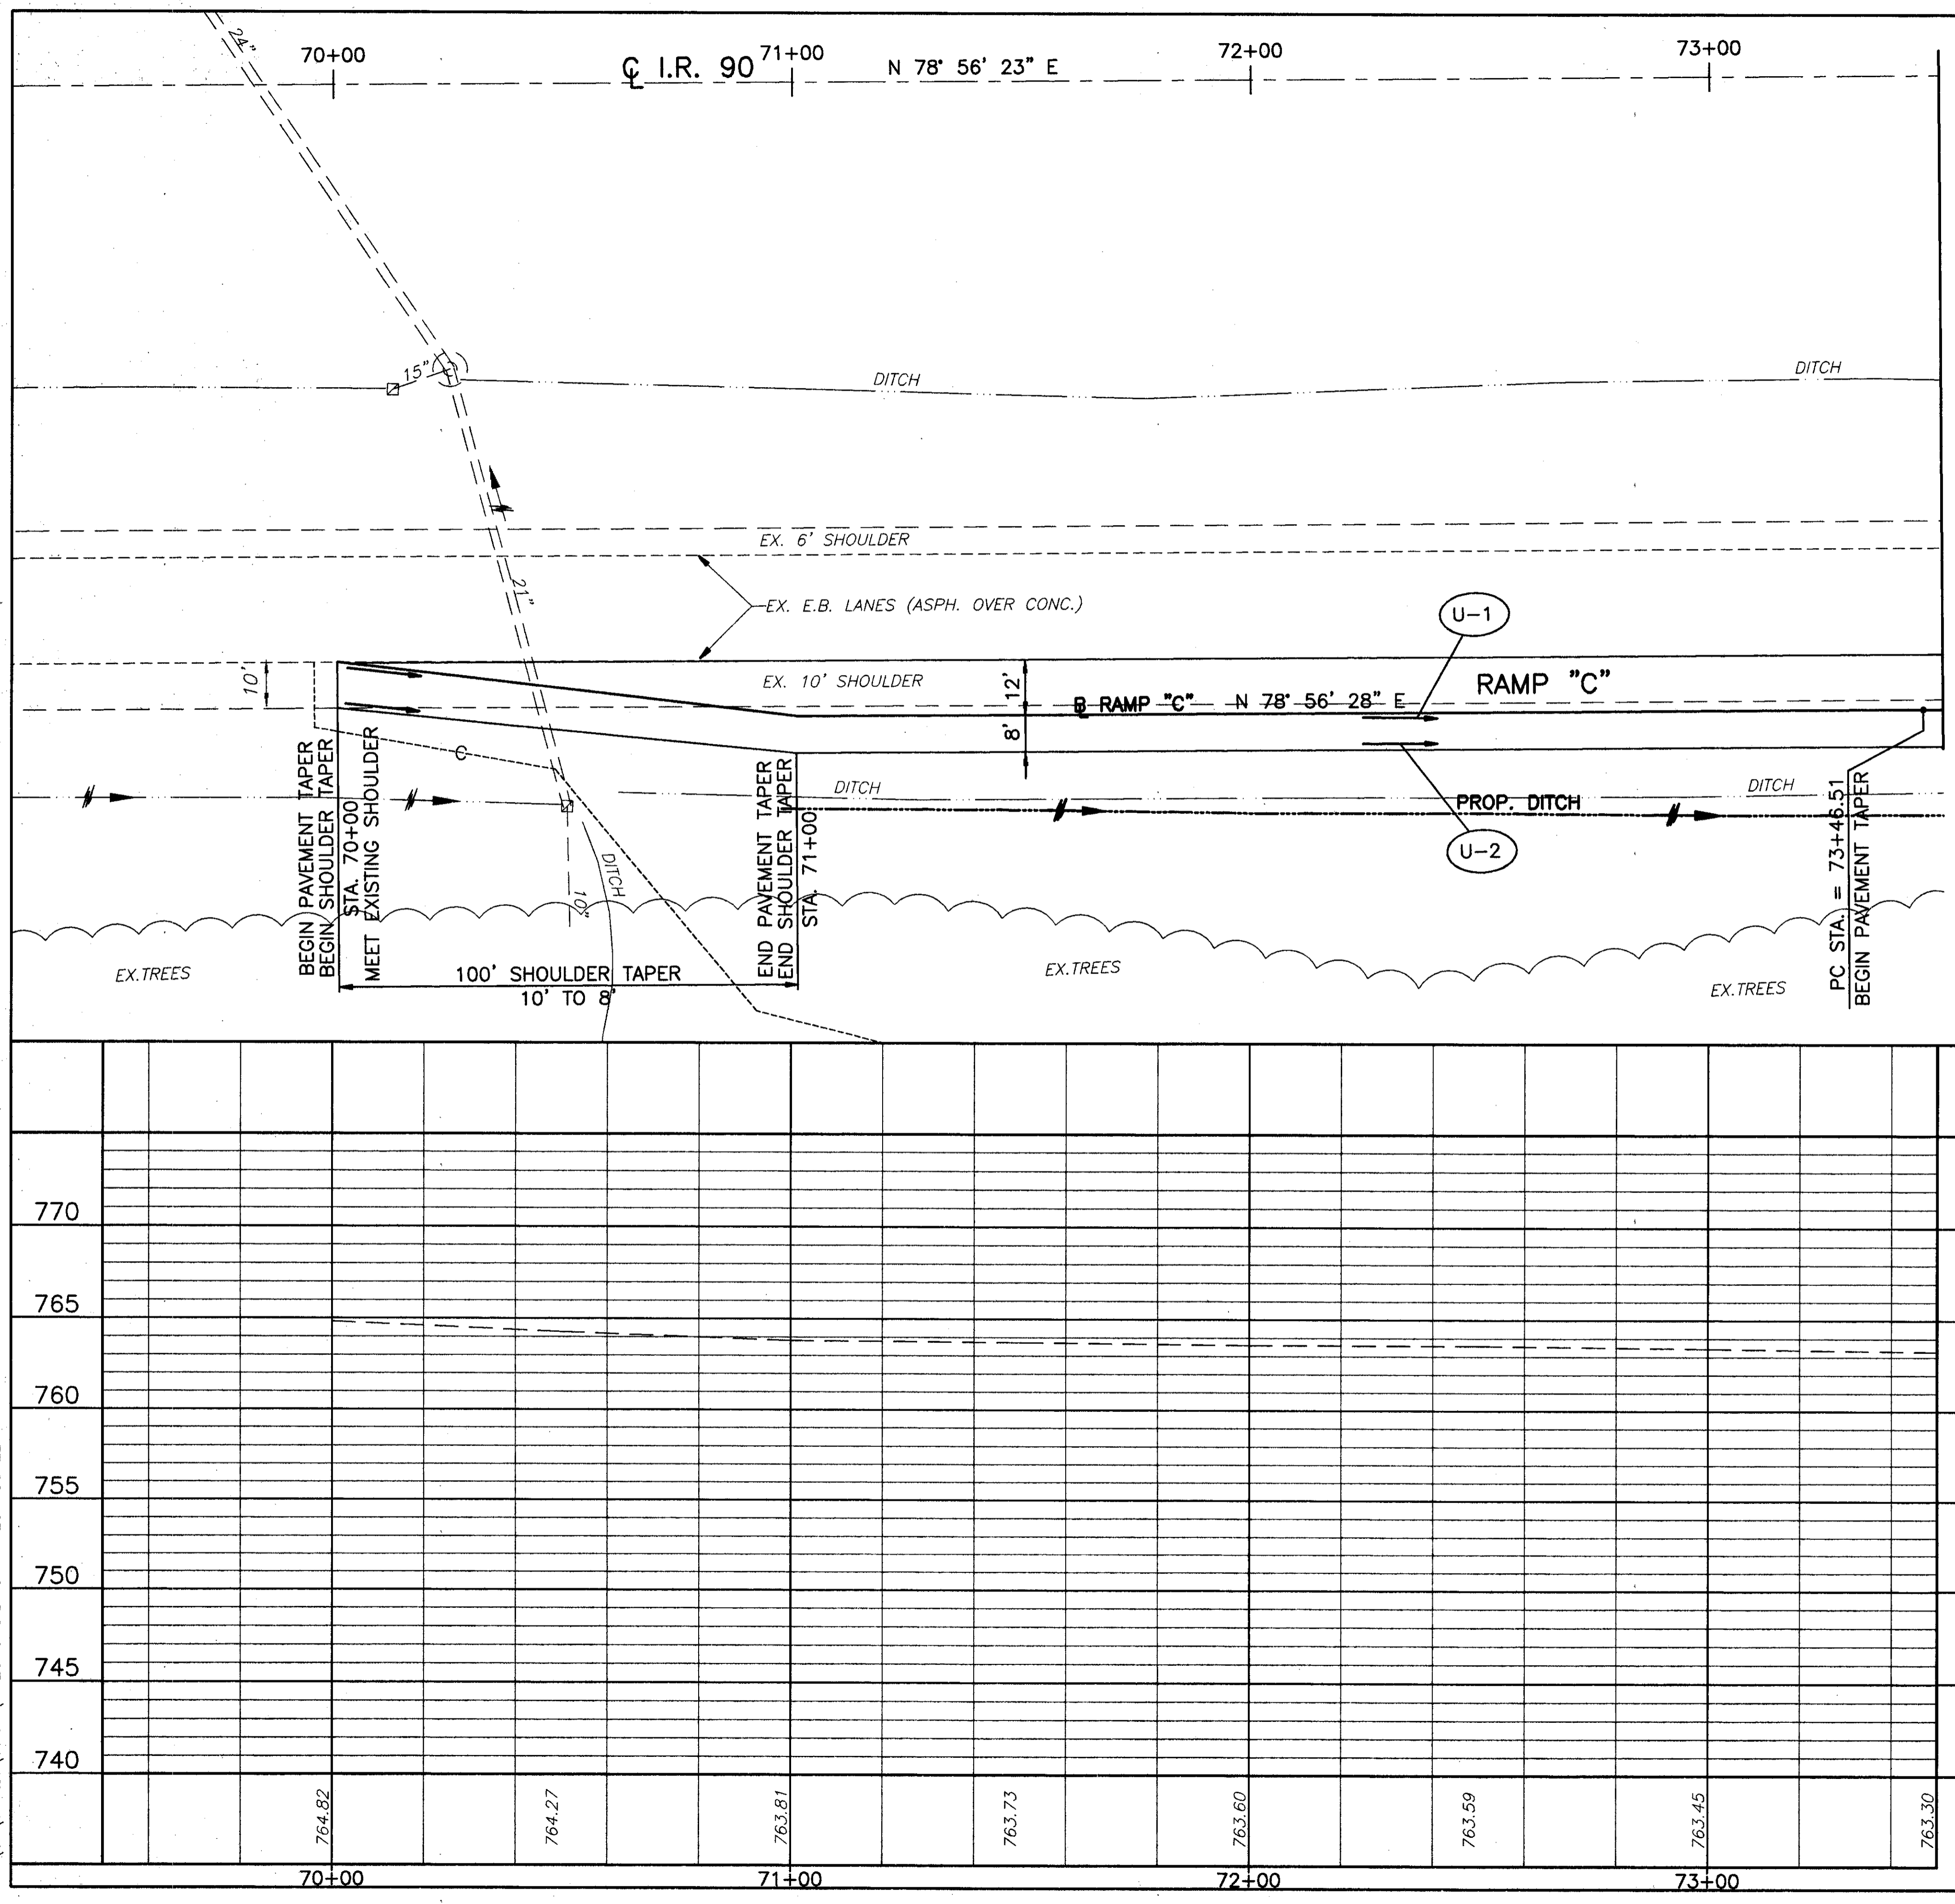 24"
70+00
℄ I.R. 90
71+00
N 78° 56' 23" E
72+00
73+00
15"
DITCH
DITCH
EX. 6' SHOULDER
21"
EX. E.B. LANES (ASPH. OVER CONC.)
U-1
10'
EX. 10' SHOULDER
12'
RAMP "C"
B RAMP "C" N 78° 56' 28" E
8'
C
DITCH
DITCH
PROP. DITCH
U-2
BEGIN PAVEMENT TAPER
BEGIN SHOULDER TAPER
STA. 70+00
MEET EXISTING SHOULDER
DITCH
10"
END PAVEMENT TAPER
END SHOULDER TAPER
STA. 71+00
PC STA. = 73+46.51
BEGIN PAVEMENT TAPER
EX.TREES
100' SHOULDER TAPER
10' TO 8'
EX.TREES
EX.TREES
770
765
760
755
750
745
740
764.82
764.27
763.81
763.73
763.60
763.59
763.45
763.30
70+00
71+00
72+00
73+00